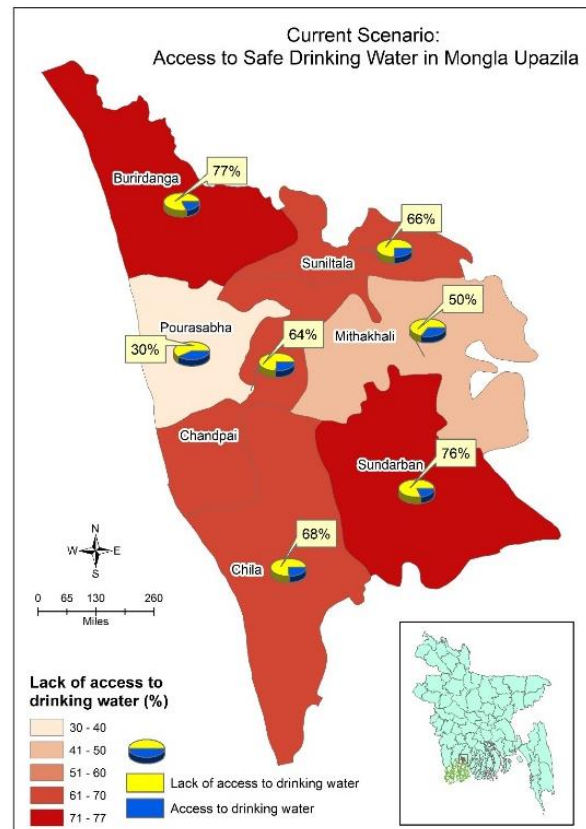 Current Scenario:
Access to Safe Drinking Water in Mongla Upazila
77%
Burirdanga
66%
Suniltala
50%
Pourasabha
64%
Mithakhali
30%
Chandpai
Sundarban
76%
68%
Chila
N
W E
S
0 65 130 260
Miles
Lack of access to
drinking water (%)
30 - 40
41 - 50
51 - 60
61 - 70
71 - 77
Lack of access to drinking water
Access to drinking water